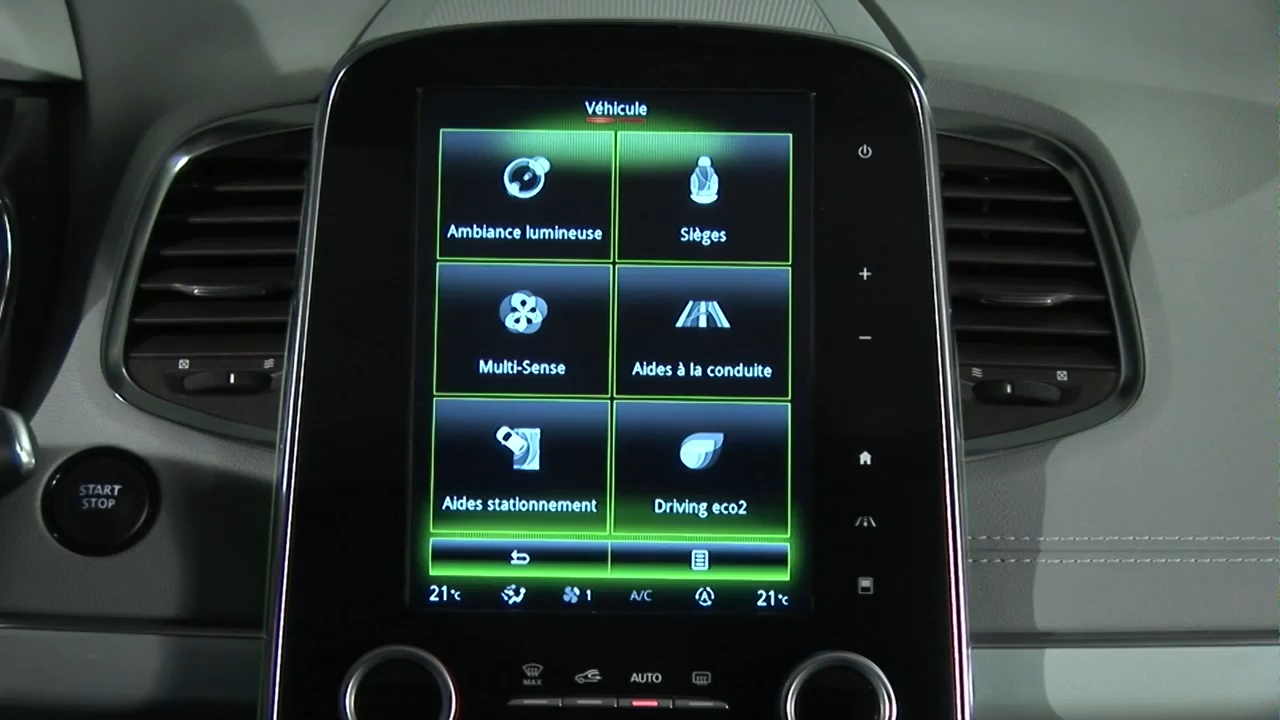 Véhicule
Ambiance lumineuse
Sièges
Multi-Sense
Aides à la conduite
Aides stationnement
Driving eco2
START
STOP
21°C
1
A/C
A
21°C
MAX
AUTO